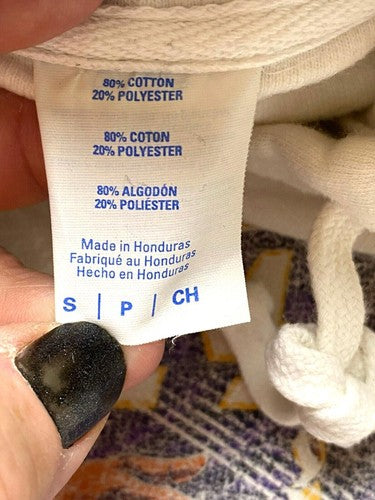 80% COTTON
20% POLYESTER
80% COTON
20% POLYESTER
80% ALGODÓN
20% POLIÉSTER
Made in Honduras
Fabriqué au Honduras
Hecho en Honduras
S | P | CH